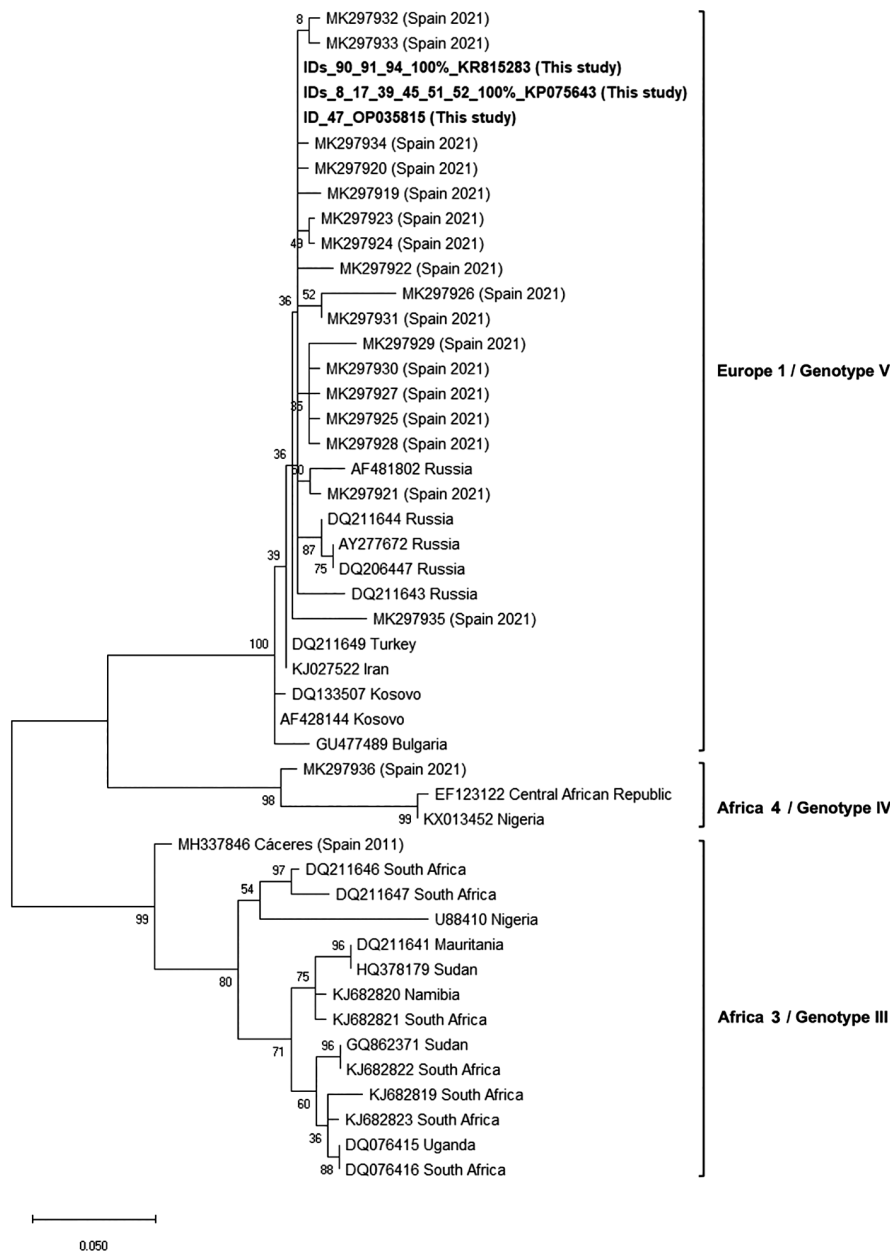 8
MK297932 (Spain 2021)
MK297933 (Spain 2021)
IDs_90_91_94_100%_KR815283 (This study)
IDs_8_17_39_45_51_52_100%_KP075643 (This study)
ID_47_OP035815 (This study)
MK297934 (Spain 2021)
MK297920 (Spain 2021)
MK297919 (Spain 2021)
MK297923 (Spain 2021)
49
MK297924 (Spain 2021)
MK297922 (Spain 2021)
36
52
MK297926 (Spain 2021)
MK297931 (Spain 2021)
MK297929 (Spain 2021)
MK297930 (Spain 2021)
Europe 1 / Genotype V
MK297927 (Spain 2021)
35
MK297925 (Spain 2021)
MK297928 (Spain 2021)
36
AF481802 Russia
50
MK297921 (Spain 2021)
DQ211644 Russia
87
AY277672 Russia
39
75
DQ206447 Russia
DQ211643 Russia
MK297935 (Spain 2021)
100
DQ211649 Turkey
KJ027522 Iran
DQ133507 Kosovo
AF428144 Kosovo
GU477489 Bulgaria
MK297936 (Spain 2021)
98
EF123122 Central African Republic
Africa 4 / Genotype IV
99
KX013452 Nigeria
MH337846 Cáceres (Spain 2011)
97
DQ211646 South Africa
54
DQ211647 South Africa
99
U88410 Nigeria
96
DQ211641 Mauritania
HQ378179 Sudan
80
75
KJ682820 Namibia
KJ682821 South Africa
Africa 3 / Genotype III
71
96
GQ862371 Sudan
KJ682822 South Africa
KJ682819 South Africa
60
KJ682823 South Africa
36
DQ076415 Uganda
88
DQ076416 South Africa
0.050